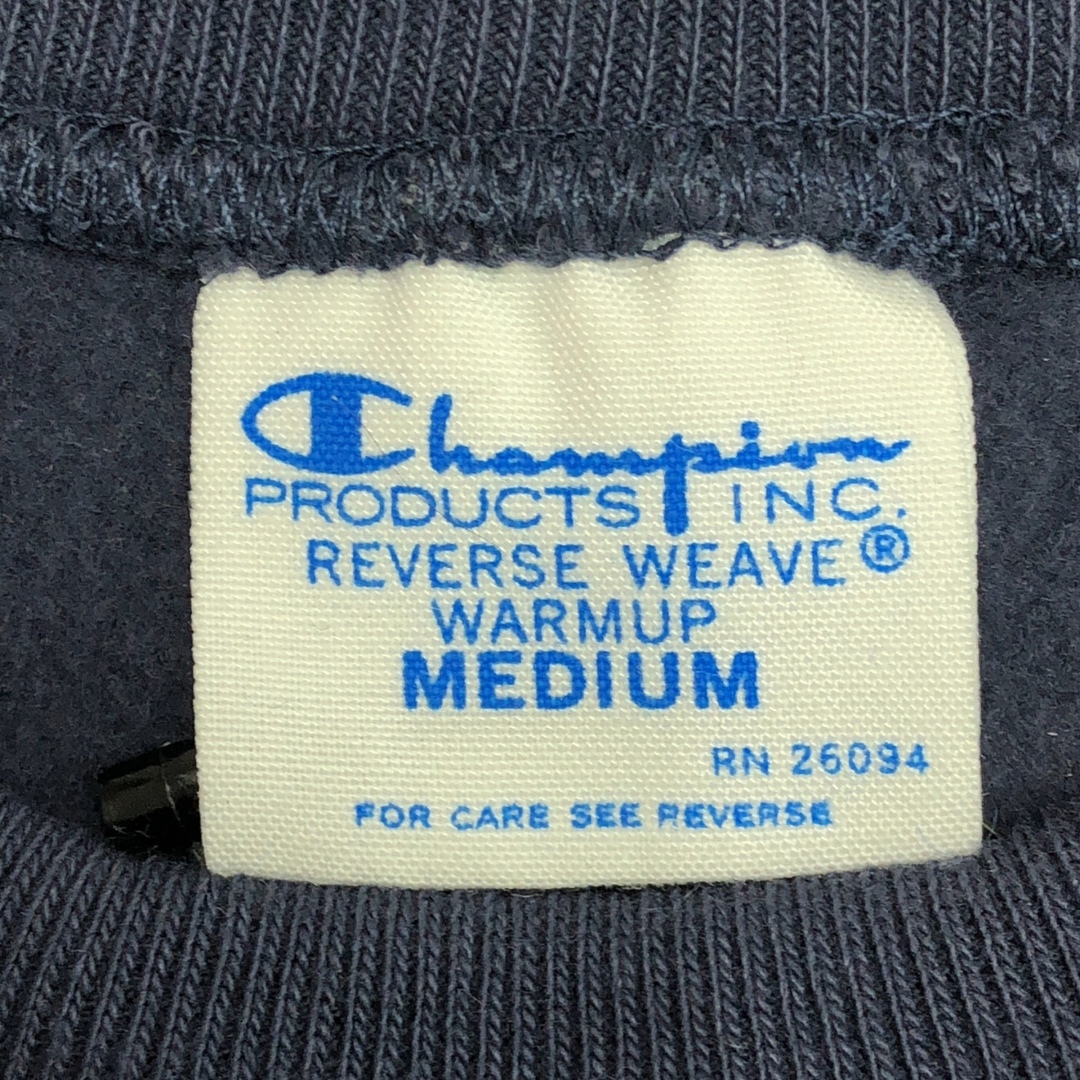 Champion
PRODUCTS INC.
REVERSE WEAVE®
WARMUP
MEDIUM
RN 26094
FOR CARE SEE REVERSE